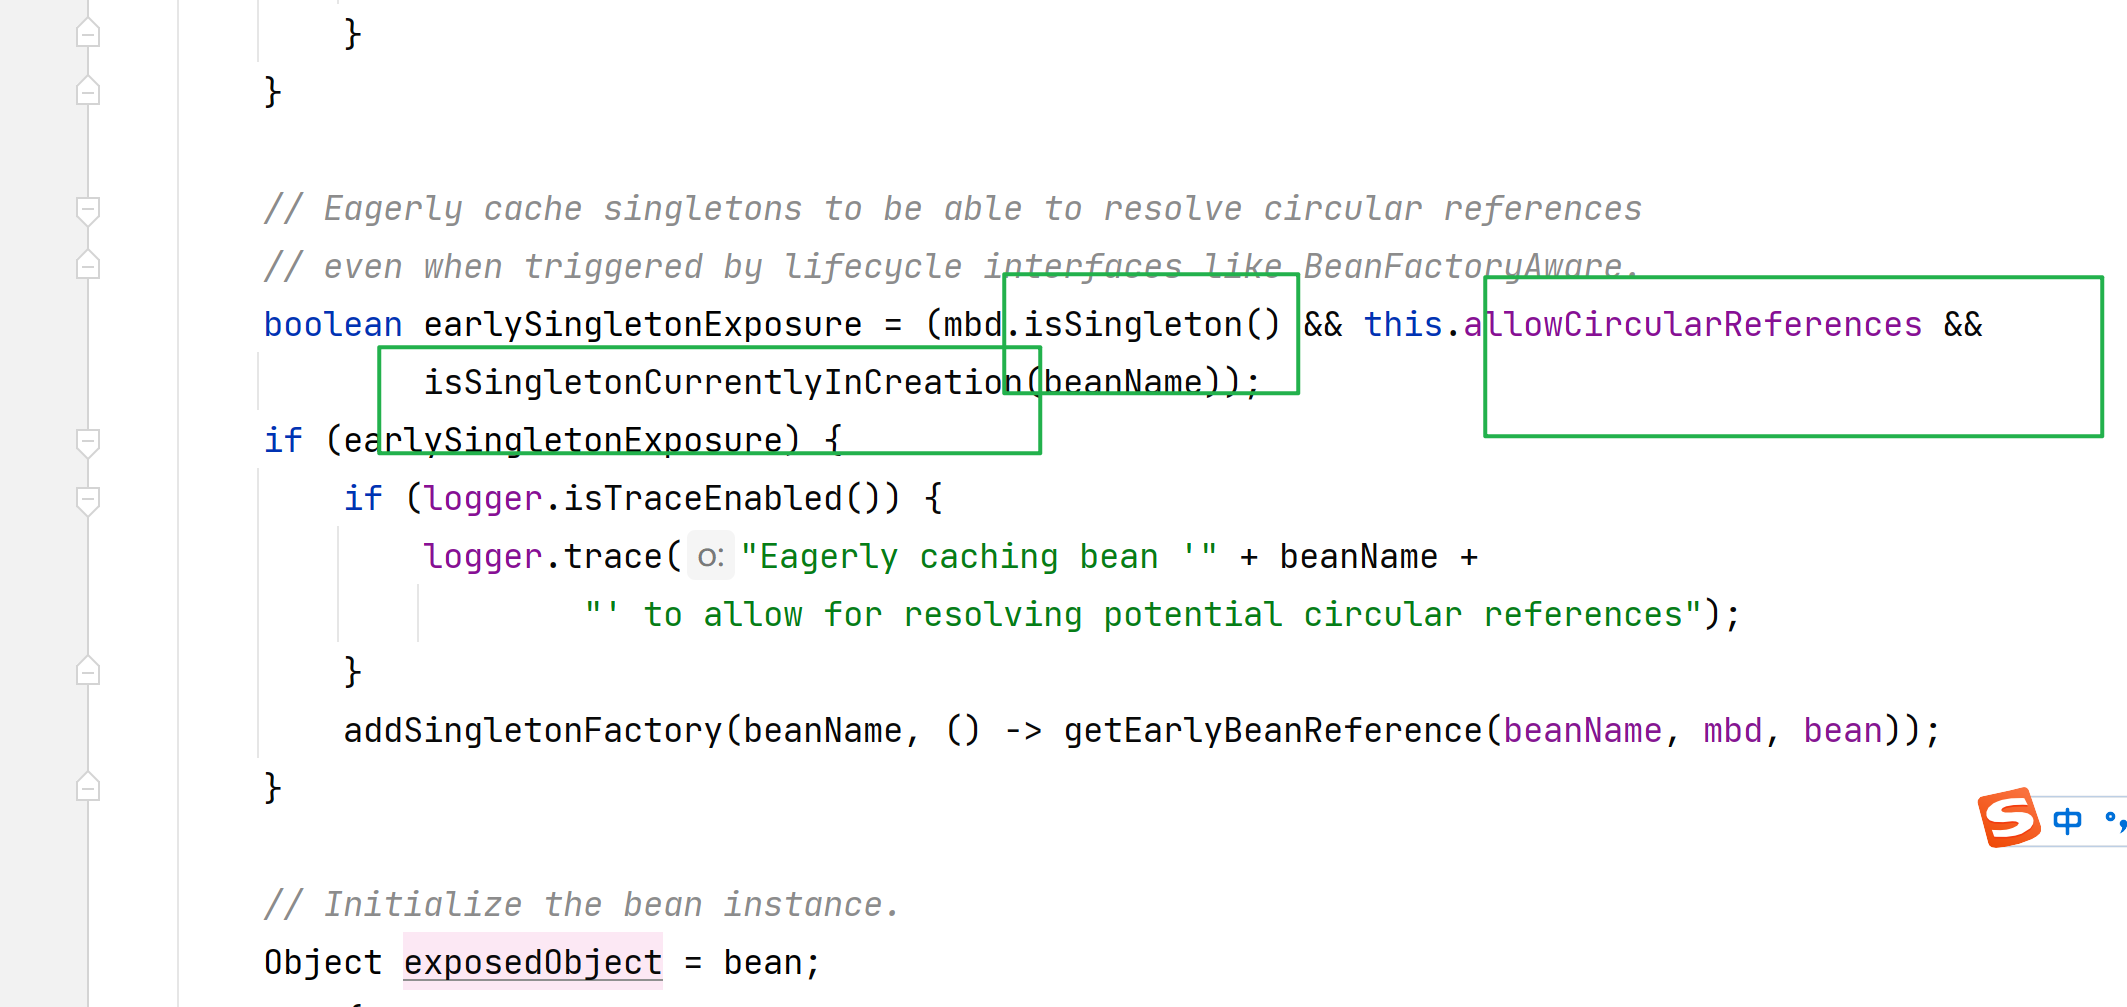 }
}
// Eagerly cache singletons to be able to resolve circular references
// even when triggered by lifecycle interfaces like BeanFactoryAware.
boolean earlySingletonExposure = (mbd.isSingleton() && this.allowCircularReferences &&
isSingletonCurrentlyInCreation(beanName));
if (earlySingletonExposure) {
if (logger.isTraceEnabled()) {
logger.trace( o: "Eagerly caching bean '" + beanName +
"' to allow for resolving potential circular references");
}
addSingletonFactory(beanName, () -> getEarlyBeanReference(beanName, mbd, bean));
}
S 中 °,
// Initialize the bean instance.
Object exposedObject = bean;